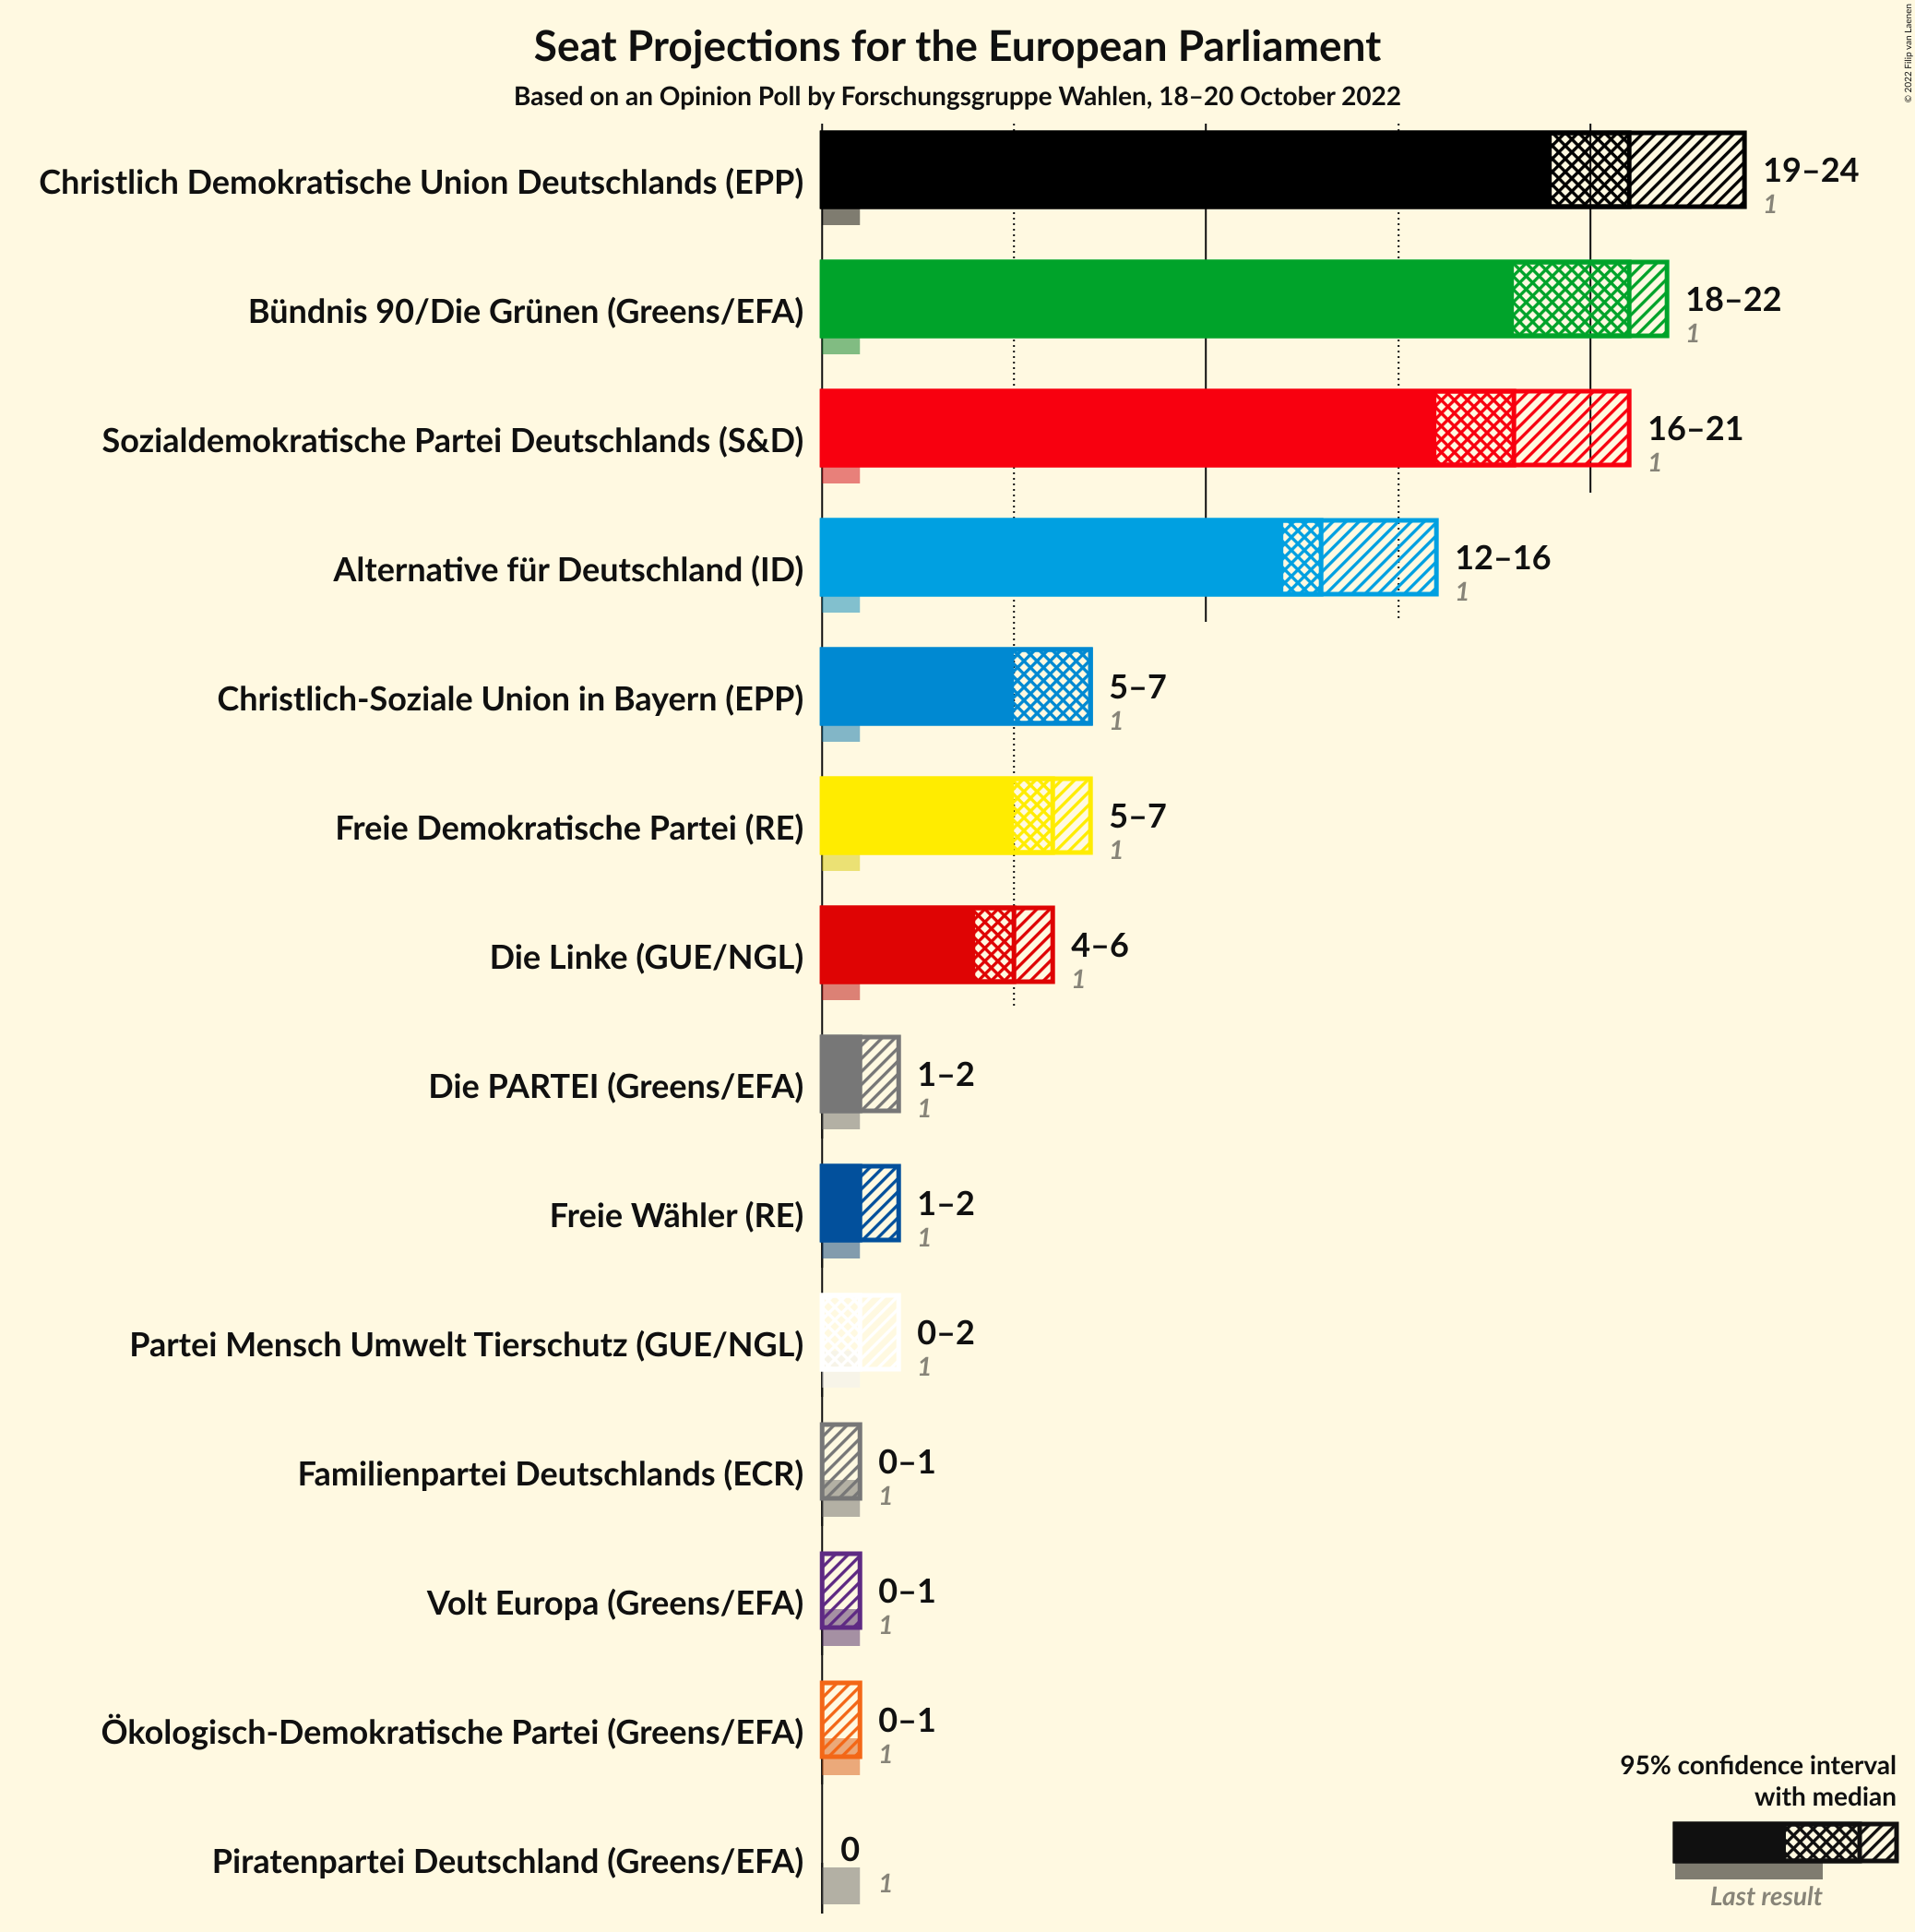 Seat Projections for the European Parliament
Based on an Opinion Poll by Forschungsgruppe Wahlen, 18–20 October 2022
© 2022 Filip van Laenen
Christlich Demokratische Union Deutschlands (EPP)
19–24
1
Bündnis 90/Die Grünen (Greens/EFA)
18–22
1
Sozialdemokratische Partei Deutschlands (S&D)
16–21
1
Alternative für Deutschland (ID)
12–16
1
Christlich-Soziale Union in Bayern (EPP)
5–7
1
Freie Demokratische Partei (RE)
5–7
1
Die Linke (GUE/NGL)
4–6
1
Die PARTEI (Greens/EFA)
1–2
1
Freie Wähler (RE)
1–2
1
Partei Mensch Umwelt Tierschutz (GUE/NGL)
0–2
1
Familienpartei Deutschlands (ECR)
0–1
1
Volt Europa (Greens/EFA)
0–1
1
Ökologisch-Demokratische Partei (Greens/EFA)
0–1
1
Piratenpartei Deutschland (Greens/EFA)
0
1
95% confidence interval
with median
Last result